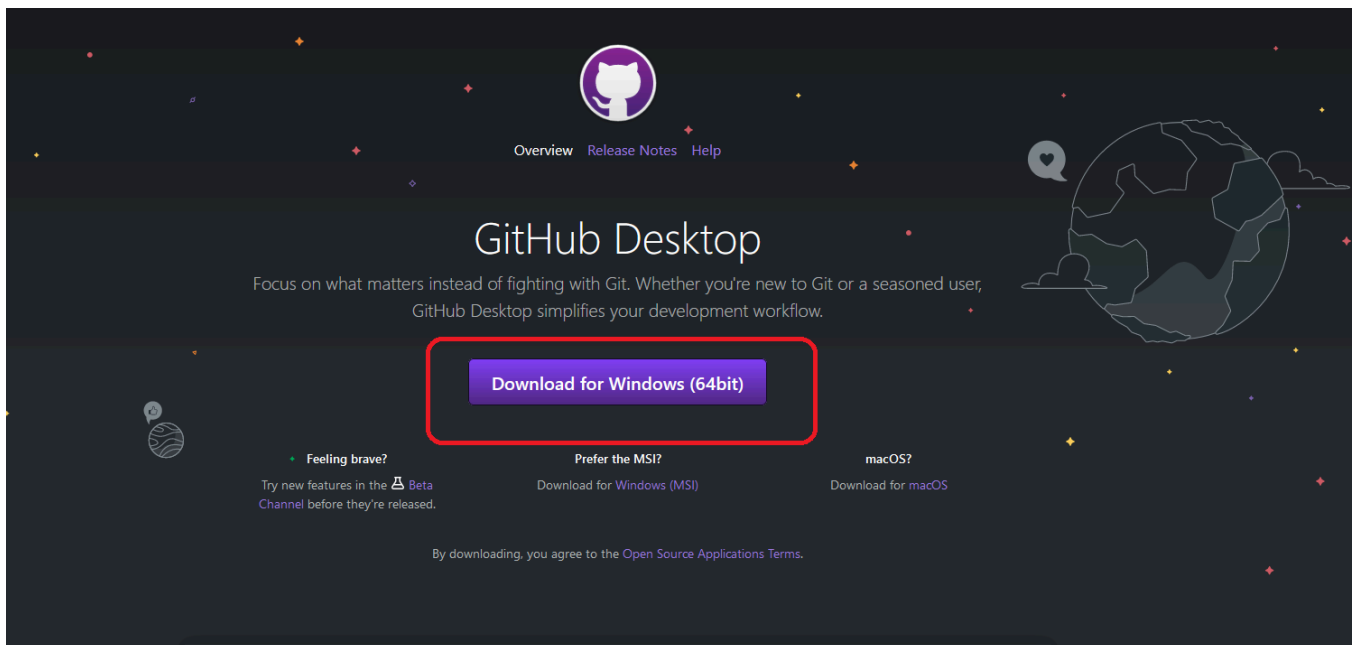 Overview Release Notes Help
GitHub Desktop
Focus on what matters instead of fighting with Git. Whether you're new to Git or a seasoned user,
GitHub Desktop simplifies your development workflow.
Download for Windows (64bit)
Feeling brave?
Try new features in the Beta
Channel before they're released.
Prefer the MSI?
Download for Windows (MSI)
macOS?
Download for macOS
By downloading, you agree to the Open Source Applications Terms.